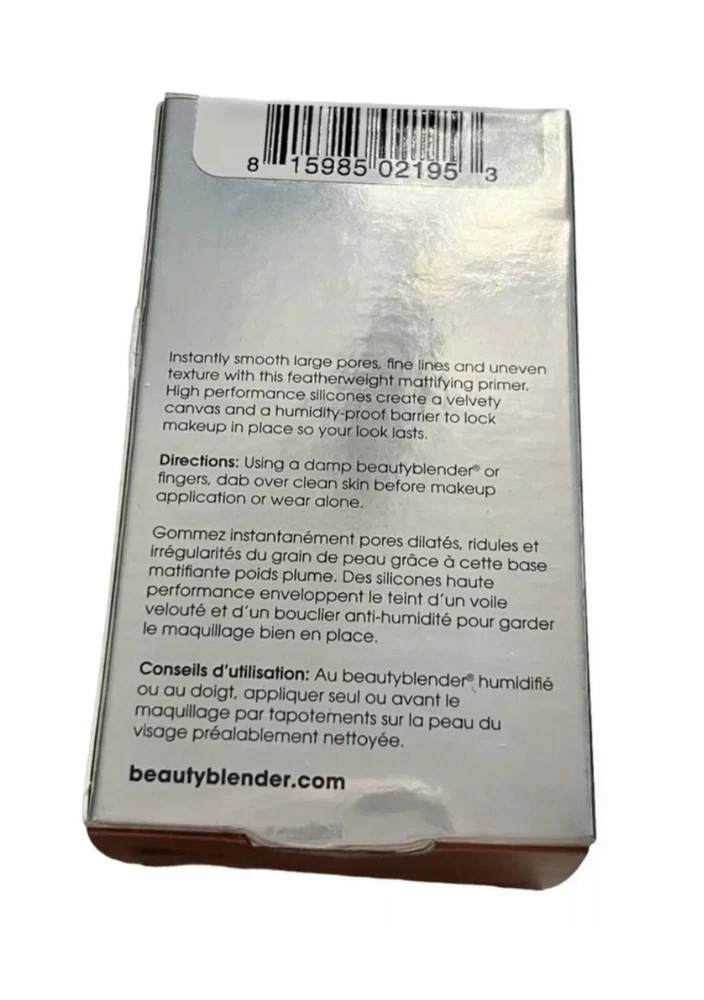 8 15985 02195 3
Instantly smooth large pores, fine lines and uneven
texture with this featherweight mattifying primer.
High performance silicones create a velvety
canvas and a humidity-proof barrier to lock
makeup in place so your look lasts.
Directions: Using a damp beautyblender® or
fingers, dab over clean skin before makeup
application or wear alone.
Gommez instantanément pores dilatés, ridules et
irrégularités du grain de peau grâce à cette base
matifiante poids plume. Des silicones haute
performance enveloppent le teint d'un voile
velouté et d'un bouclier anti-humidité pour garder
le maquillage bien en place.
Conseils d'utilisation: Au beautyblender® humidifié
ou au doigt, appliquer seul ou avant le
maquillage par tapotements sur la peau du
visage préalablement nettoyée.
beautyblender.com